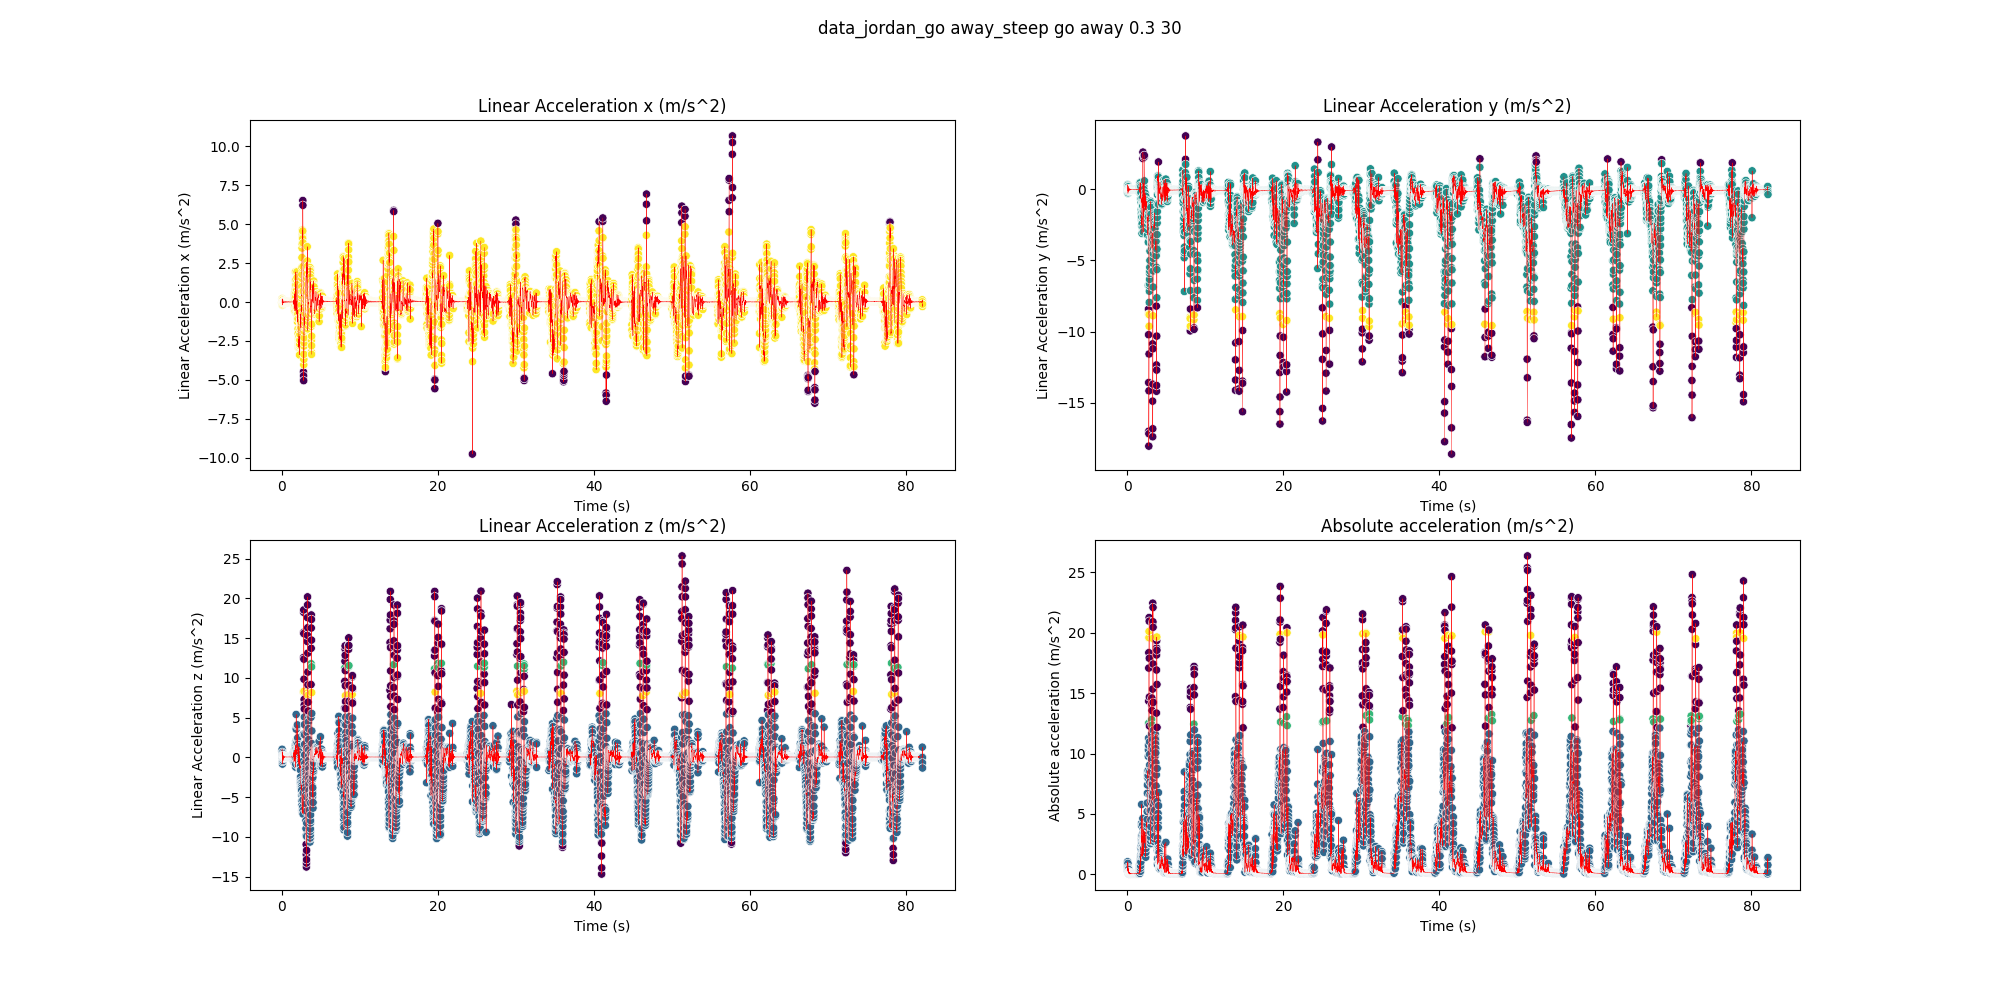 data_jordan_go away_steep go away 0.3 30
Linear Acceleration x (m/s^2)
Linear Acceleration x (m/s^2)
10.0
7.5
5.0
2.5
0.0
−2.5
−5.0
−7.5
−10.0
0 20 40 60 80
Time (s)
Linear Acceleration y (m/s^2)
Linear Acceleration y (m/s^2)
0
−5
−10
−15
0 20 40 60 80
Time (s)
Linear Acceleration z (m/s^2)
Linear Acceleration z (m/s^2)
25
20
15
10
5
0
−5
−10
−15
0 20 40 60 80
Time (s)
Absolute acceleration (m/s^2)
Absolute acceleration (m/s^2)
25
20
15
10
5
0
0 20 40 60 80
Time (s)